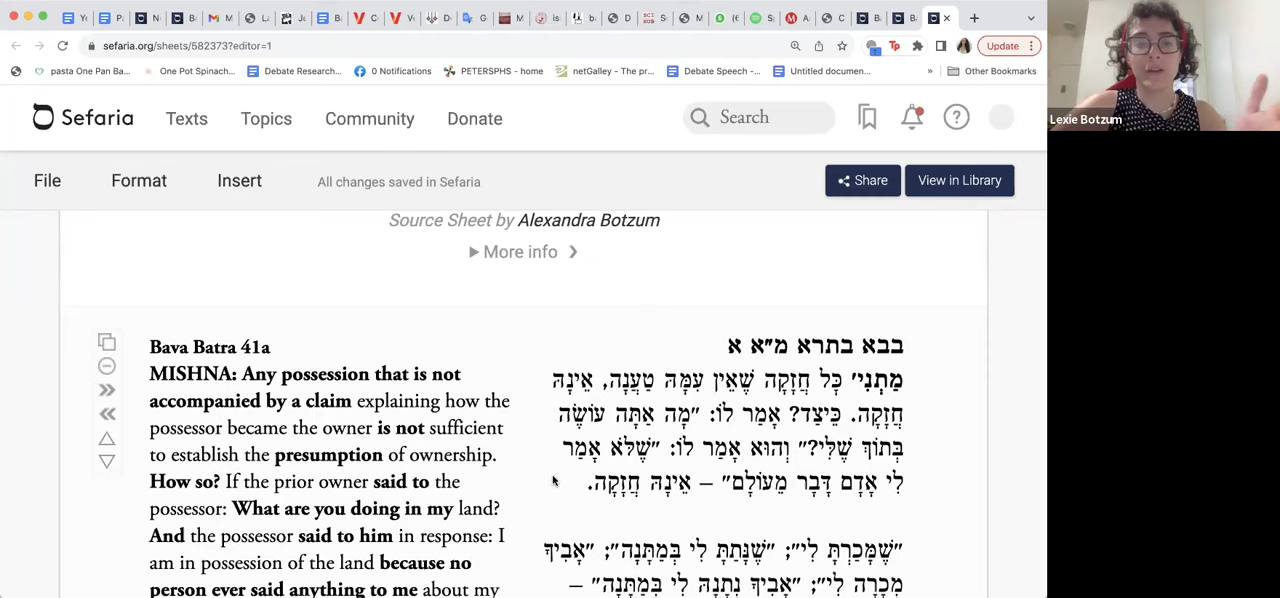 sefaria.org/sheets/582373?editor=1
Update
pasta One Pan Ba...
One Pot Spinach...
Debate Research...
0 Notifications
PETERSPHS - home
netGalley - The pr...
Debate Speech -...
Untitled documen...
»
Other Bookmarks
Sefaria
Texts
Topics
Community
Donate
Search
File
Format
Insert
All changes saved in Sefaria
Share
View in Library
Lexie Botzum
Source Sheet by Alexandra Botzum
More info
Bava Batra 41a
MISHNA: Any possession that is not
accompanied by a claim explaining how the
possessor became the owner is not sufficient
to establish the presumption of ownership.
How so? If the prior owner said to the
possessor: What are you doing in my land?
And the possessor said to him in response: I
am in possession of the land because no
person ever said anything to me about my
בבא בתרא מ״א א
מַתְנִי׳ כׇּל חֲזָקָה שֶׁאֵין עִמָּהּ טַעֲנָה, אֵינָהּ
חֲזָקָה. כֵּיצַד? אָמַר לוֹ: ״מָה אַתָּה עוֹשֶׂה
בְּתוֹךְ שֶׁלִּי?״ וְהוּא אָמַר לוֹ: ״שֶׁלֹּא אָמַר
לִי אָדָם דָּבָר מֵעוֹלָם״ – אֵינָהּ חֲזָקָה.
״שֶׁמָּכַרְתָּ לִי״; ״שֶׁנָּתַתָּ לִי בְּמַתָּנָה״; ״אָבִיךָ
מְכָרָהּ לִי״; ״אָבִיךָ נְתָנָהּ לִי בְּמַתָּנָה״ –